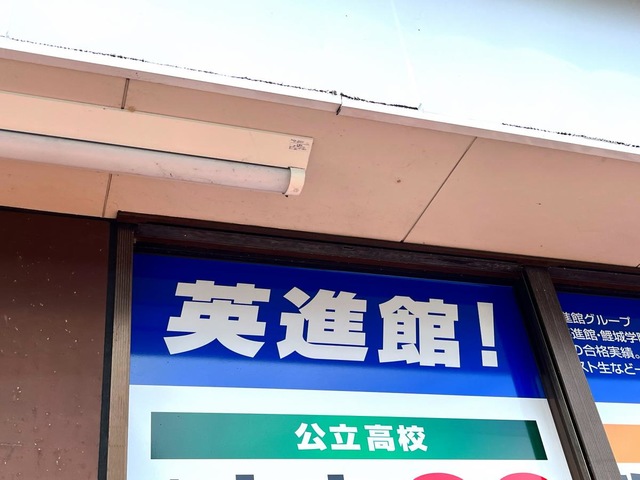 英進館!
公立高校
進館グループ
進館・鯉城学
の合格実績。
スト生など一